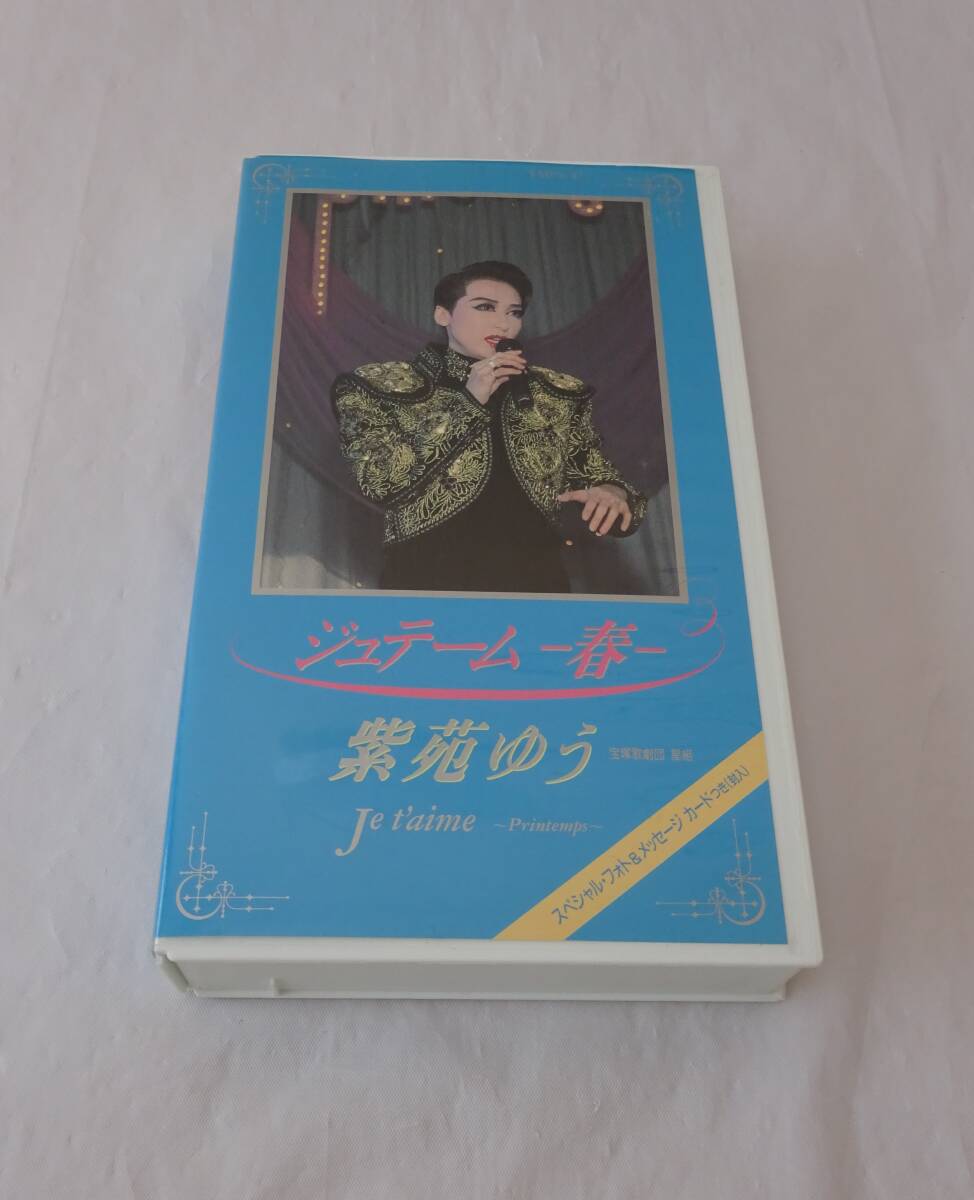 ジュテーム -春-
紫苑ゆう 宝塚歌劇団 星組
Je t'aime ~Printemps~
スペシャル・フォト&メッセージ カードつき(封入)